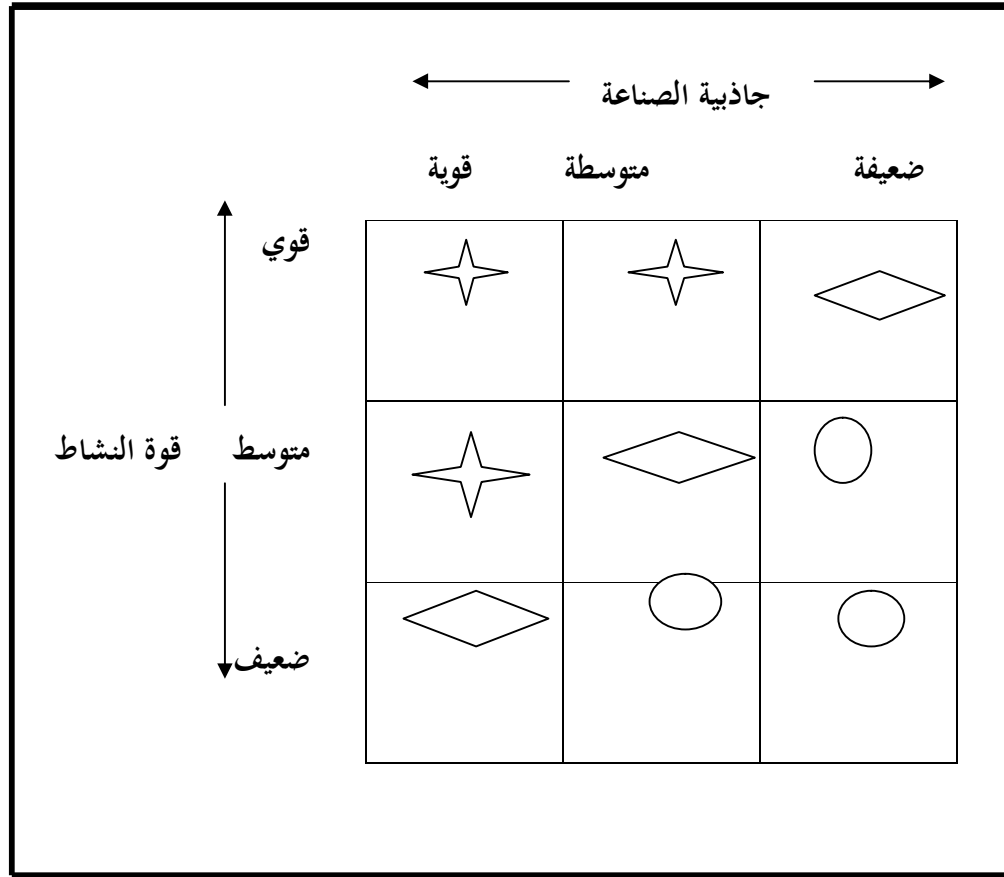 جاذبية الصناعة
ضعيفة متوسطة قوية
قوي
متوسط قوة النشاط
ضعيف